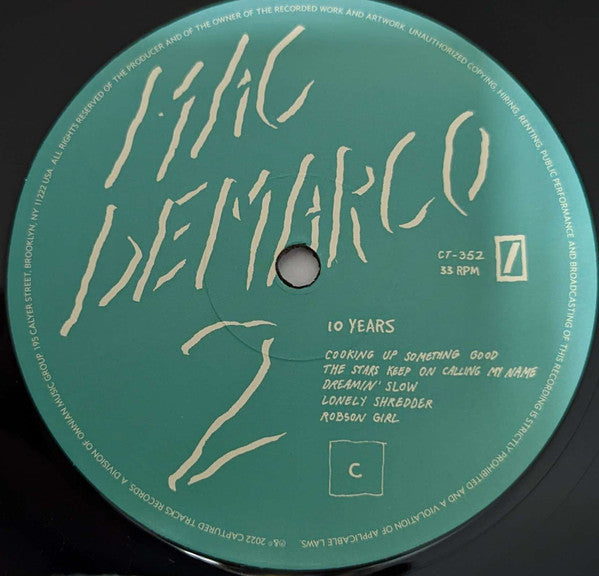 MAC
DEMARCO
2
CT-352
33 RPM
10 YEARS
COOKING UP SOMETHING GOOD
THE STARS KEEP ON CALLING MY NAME
DREAMIN' SLOW
LONELY SHREDDER
ROBSON GIRL
C
℗&© 2022 CAPTURED TRACKS RECORDS. A DIVISION OF OMNIAN MUSIC GROUP 195 CALYER STREET, BROOKLYN, NY 11222 USA. ALL RIGHTS RESERVED OF THE PRODUCER AND OF THE OWNER OF THE RECORDED WORK AND ARTWORK. UNAUTHORIZED COPYING, HIRING, RENTING, PUBLIC PERFORMANCE AND BROADCASTING OF THIS RECORDING IS STRICTLY PROHIBITED AND A VIOLATION OF APPLICABLE LAWS.